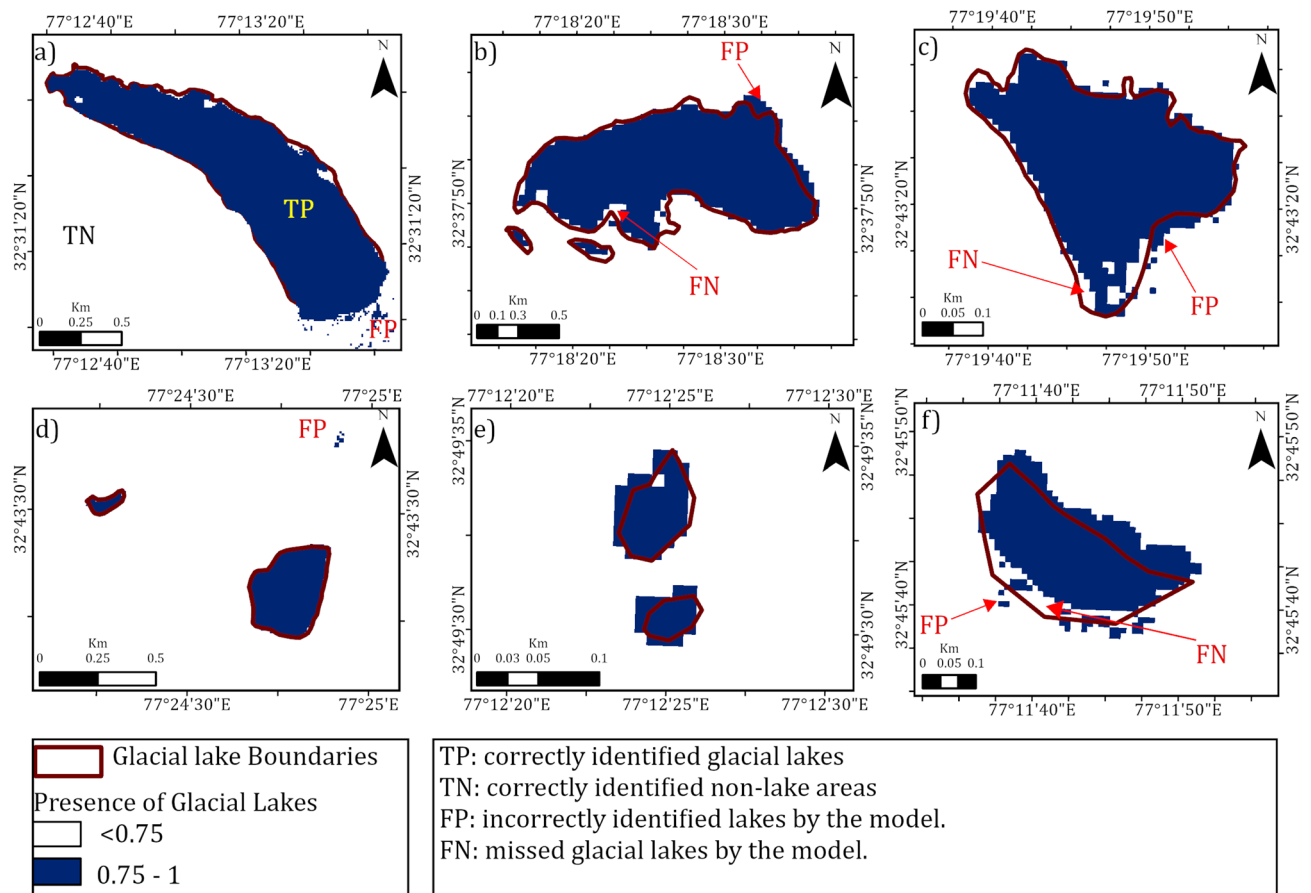 77°12'40"E 77°13'20"E
a)
N
TN
TP
FP
Km
0 0.25 0.5
32°31'20"N
32°31'20"N
77°12'40"E 77°13'20"E
77°18'20"E 77°18'30"E
b)
FP
N
FN
Km
0 0.1 0.3 0.5
32°37'50"N
32°37'50"N
77°18'20"E 77°18'30"E
77°19'40"E 77°19'50"E
c)
N
FN
FP
Km
0 0.05 0.1
32°43'20"N
32°43'20"N
77°19'40"E 77°19'50"E
77°24'30"E 77°25'E
d)
FP
N
Km
0 0.25 0.5
32°43'30"N
32°43'30"N
77°24'30"E 77°25'E
77°12'20"E 77°12'25"E 77°12'30"E
e)
N
32°49'35"N
32°49'35"N
32°49'30"N
32°49'30"N
Km
0 0.03 0.05 0.1
77°12'20"E 77°12'25"E 77°12'30"E
77°11'40"E 77°11'50"E
f)
N
32°45'50"N
32°45'50"N
32°45'40"N
32°45'40"N
FP
FN
Km
0 0.05 0.1
77°11'40"E 77°11'50"E
Glacial lake Boundaries
Presence of Glacial Lakes
<0.75
0.75 - 1
TP: correctly identified glacial lakes
TN: correctly identified non-lake areas
FP: incorrectly identified lakes by the model.
FN: missed glacial lakes by the model.